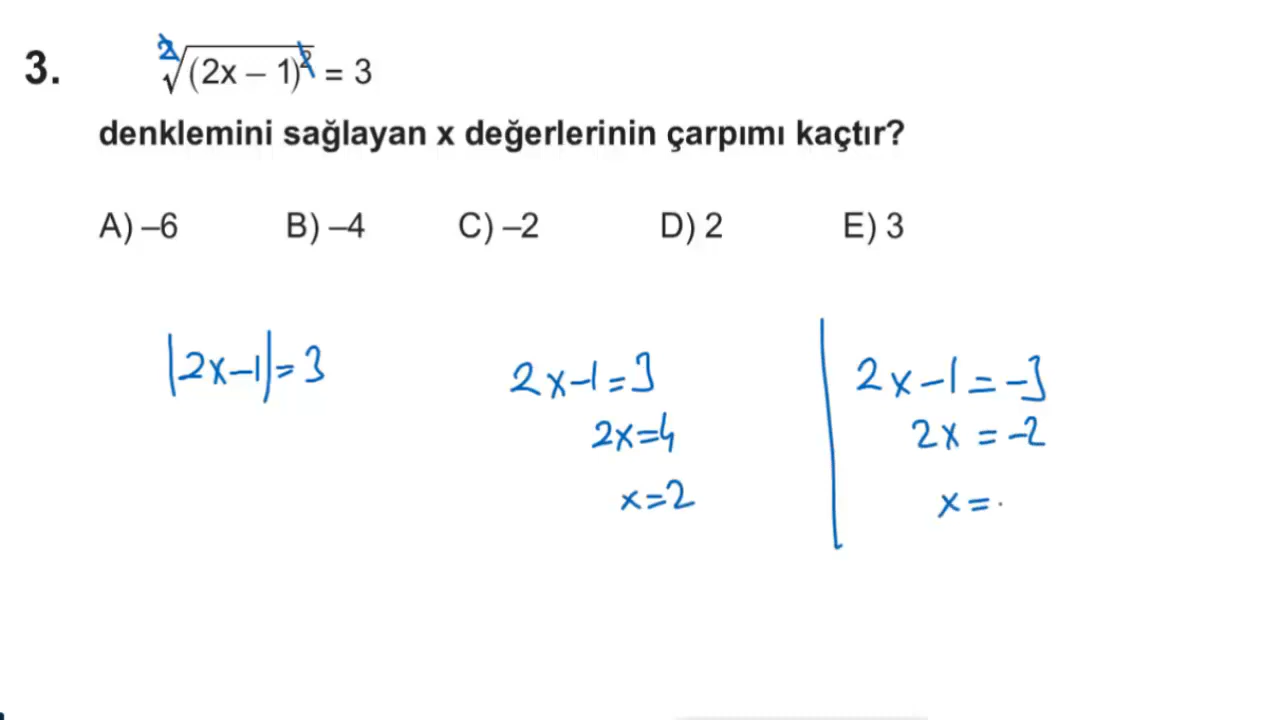 3. ²√(2x – 1)² = 3
denklemini sağlayan x değerlerinin çarpımı kaçtır?
A) –6 B) –4 C) –2 D) 2 E) 3
|2x-1|=3
2x-1=3
2x=4
x=2
2x-1=-3
2x=-2
x=